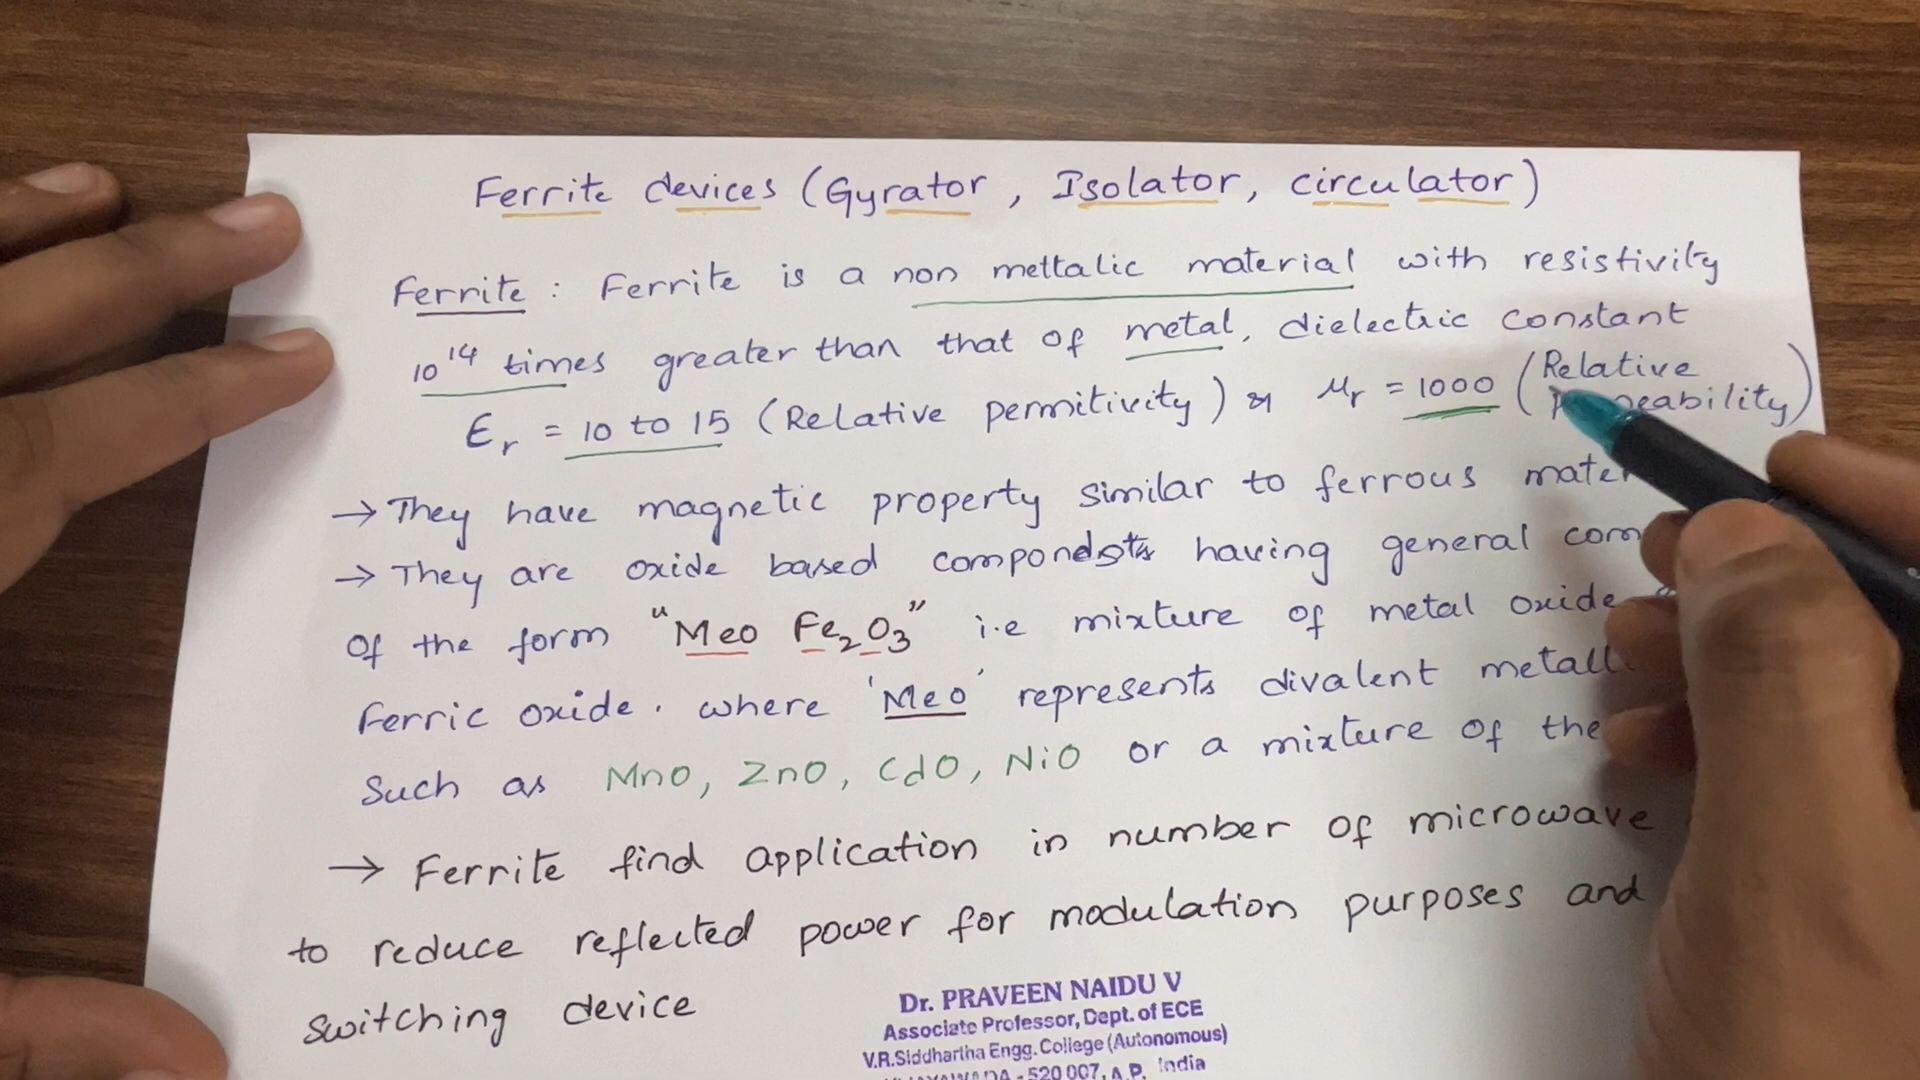 Ferrite devices (Gyrator, Isolator, circulator)
Ferrite : Ferrite is a non mettalic material with resistivity
10¹⁴ times greater than that of metal, dielectric constant
Єr = 10 to 15 (Relative permitivity) & μr = 1000 (Relative
→ They have magnetic property similar to ferrous
→ They are oxide based having general
of the form "Meo Fe₂O₃" i.e mixture of metal oxide
Ferric oxide. where 'Meo' represents divalent
Such as MnO, ZnO, CdO, NiO or a mixture of
→ Ferrite find application in number of microwave
to reduce reflected power for modulation purposes and
switching device
Dr. PRAVEEN NAIDU V
Associate Professor, Dept. of ECE
V.R.Siddhartha Engg. College (Autonomous)
520 007, A.P. India